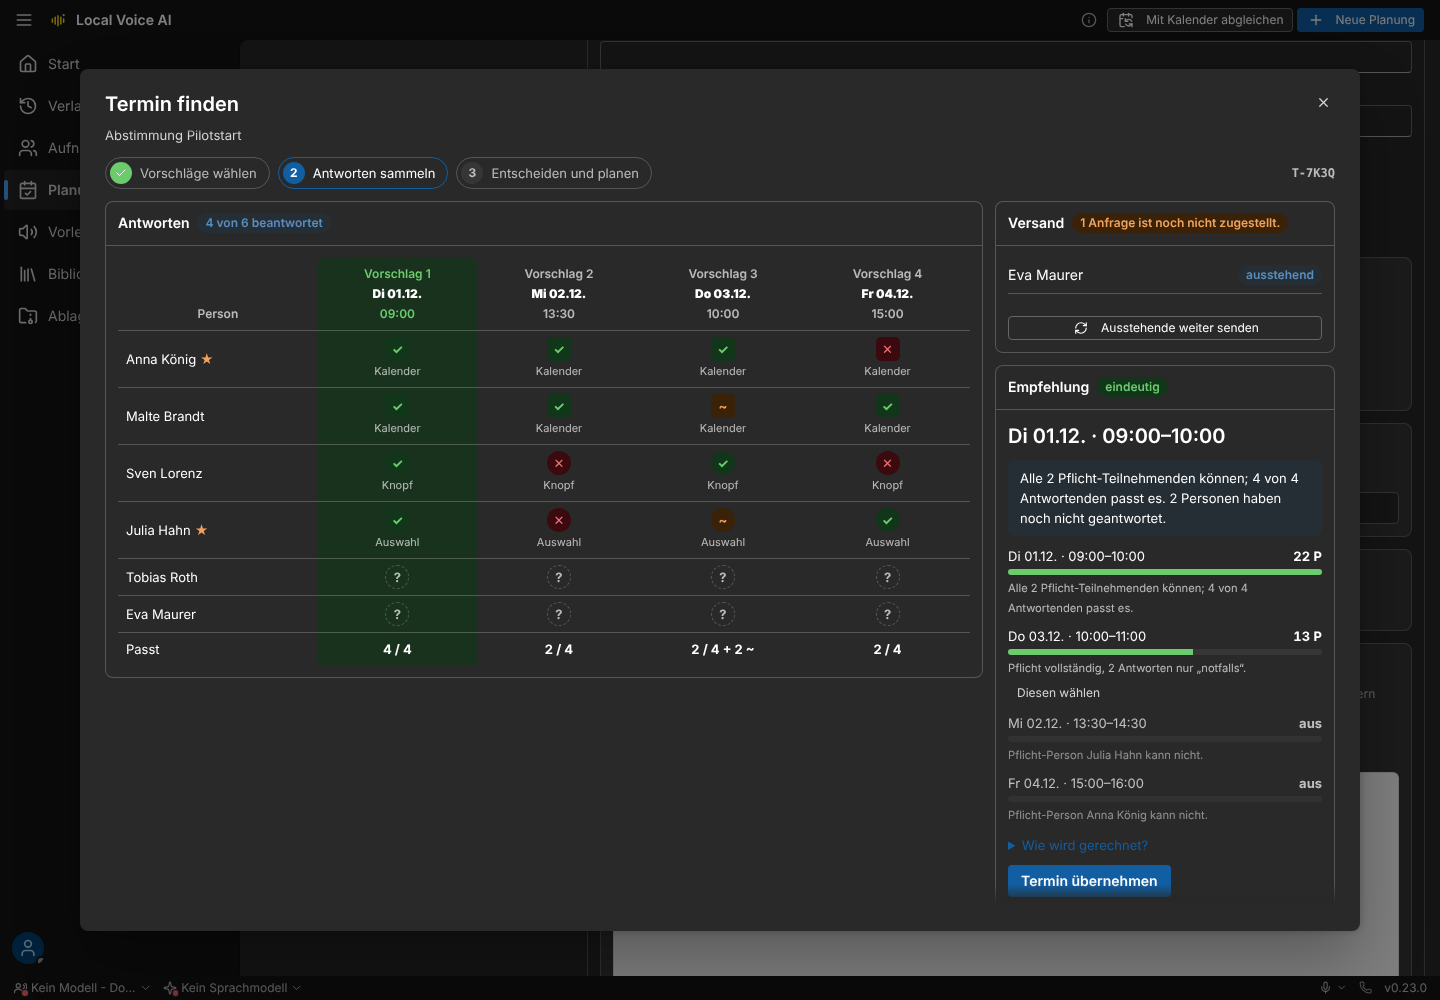 Local Voice AI
Mit Kalender abgleichen
Neue Planung
Start
Verla
Aufn
Planu
Vorle
Biblic
Ablag
Termin finden
Abstimmung Pilotstart
Vorschläge wählen
2 Antworten sammeln
3 Entscheiden und planen
T-7K3Q
Antworten 4 von 6 beantwortet
Vorschlag 1 Vorschlag 2 Vorschlag 3 Vorschlag 4
Di 01.12. Mi 02.12. Do 03.12. Fr 04.12.
Person 09:00 13:30 10:00 15:00
Anna König ★ ✓ ✓ ✓ ✕
Kalender Kalender Kalender Kalender
Malte Brandt ✓ ✓ ~ ✓
Kalender Kalender Kalender Kalender
Sven Lorenz ✓ ✕ ✓ ✕
Knopf Knopf Knopf Knopf
Julia Hahn ★ ✓ ✕ ~ ✓
Auswahl Auswahl Auswahl Auswahl
Tobias Roth ? ? ? ?
Eva Maurer ? ? ? ?
Passt 4 / 4 2 / 4 2 / 4 + 2 ~ 2 / 4
Versand 1 Anfrage ist noch nicht zugestellt.
Eva Maurer ausstehend
Ausstehende weiter senden
Empfehlung eindeutig
Di 01.12. · 09:00–10:00
Alle 2 Pflicht-Teilnehmenden können; 4 von 4
Antwortenden passt es. 2 Personen haben
noch nicht geantwortet.
Di 01.12. · 09:00–10:00 22 P
Alle 2 Pflicht-Teilnehmenden können; 4 von 4
Antwortenden passt es.
Do 03.12. · 10:00–11:00 13 P
Pflicht vollständig, 2 Antworten nur „notfalls“.
Diesen wählen
Mi 02.12. · 13:30–14:30 aus
Pflicht-Person Julia Hahn kann nicht.
Fr 04.12. · 15:00–16:00 aus
Pflicht-Person Anna König kann nicht.
Wie wird gerechnet?
Termin übernehmen
ern
Kein Modell - Do...
Kein Sprachmodell
v0.23.0